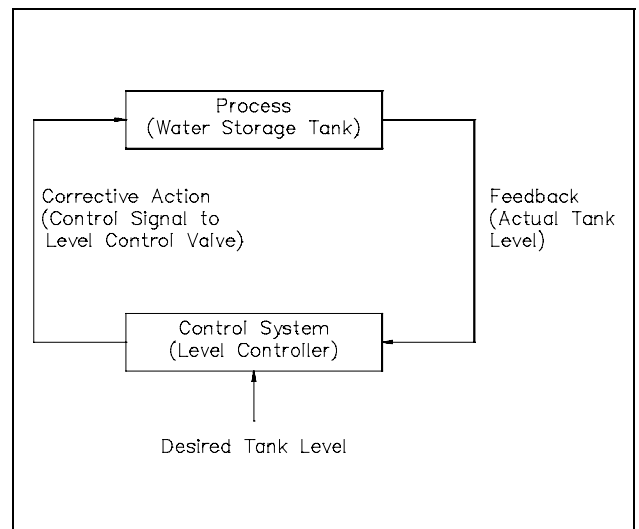 Process
(Water Storage Tank)
Corrective Action
(Control Signal to
Level Control Valve)
Feedback
(Actual Tank
Level)
Control System
(Level Controller)
Desired Tank Level